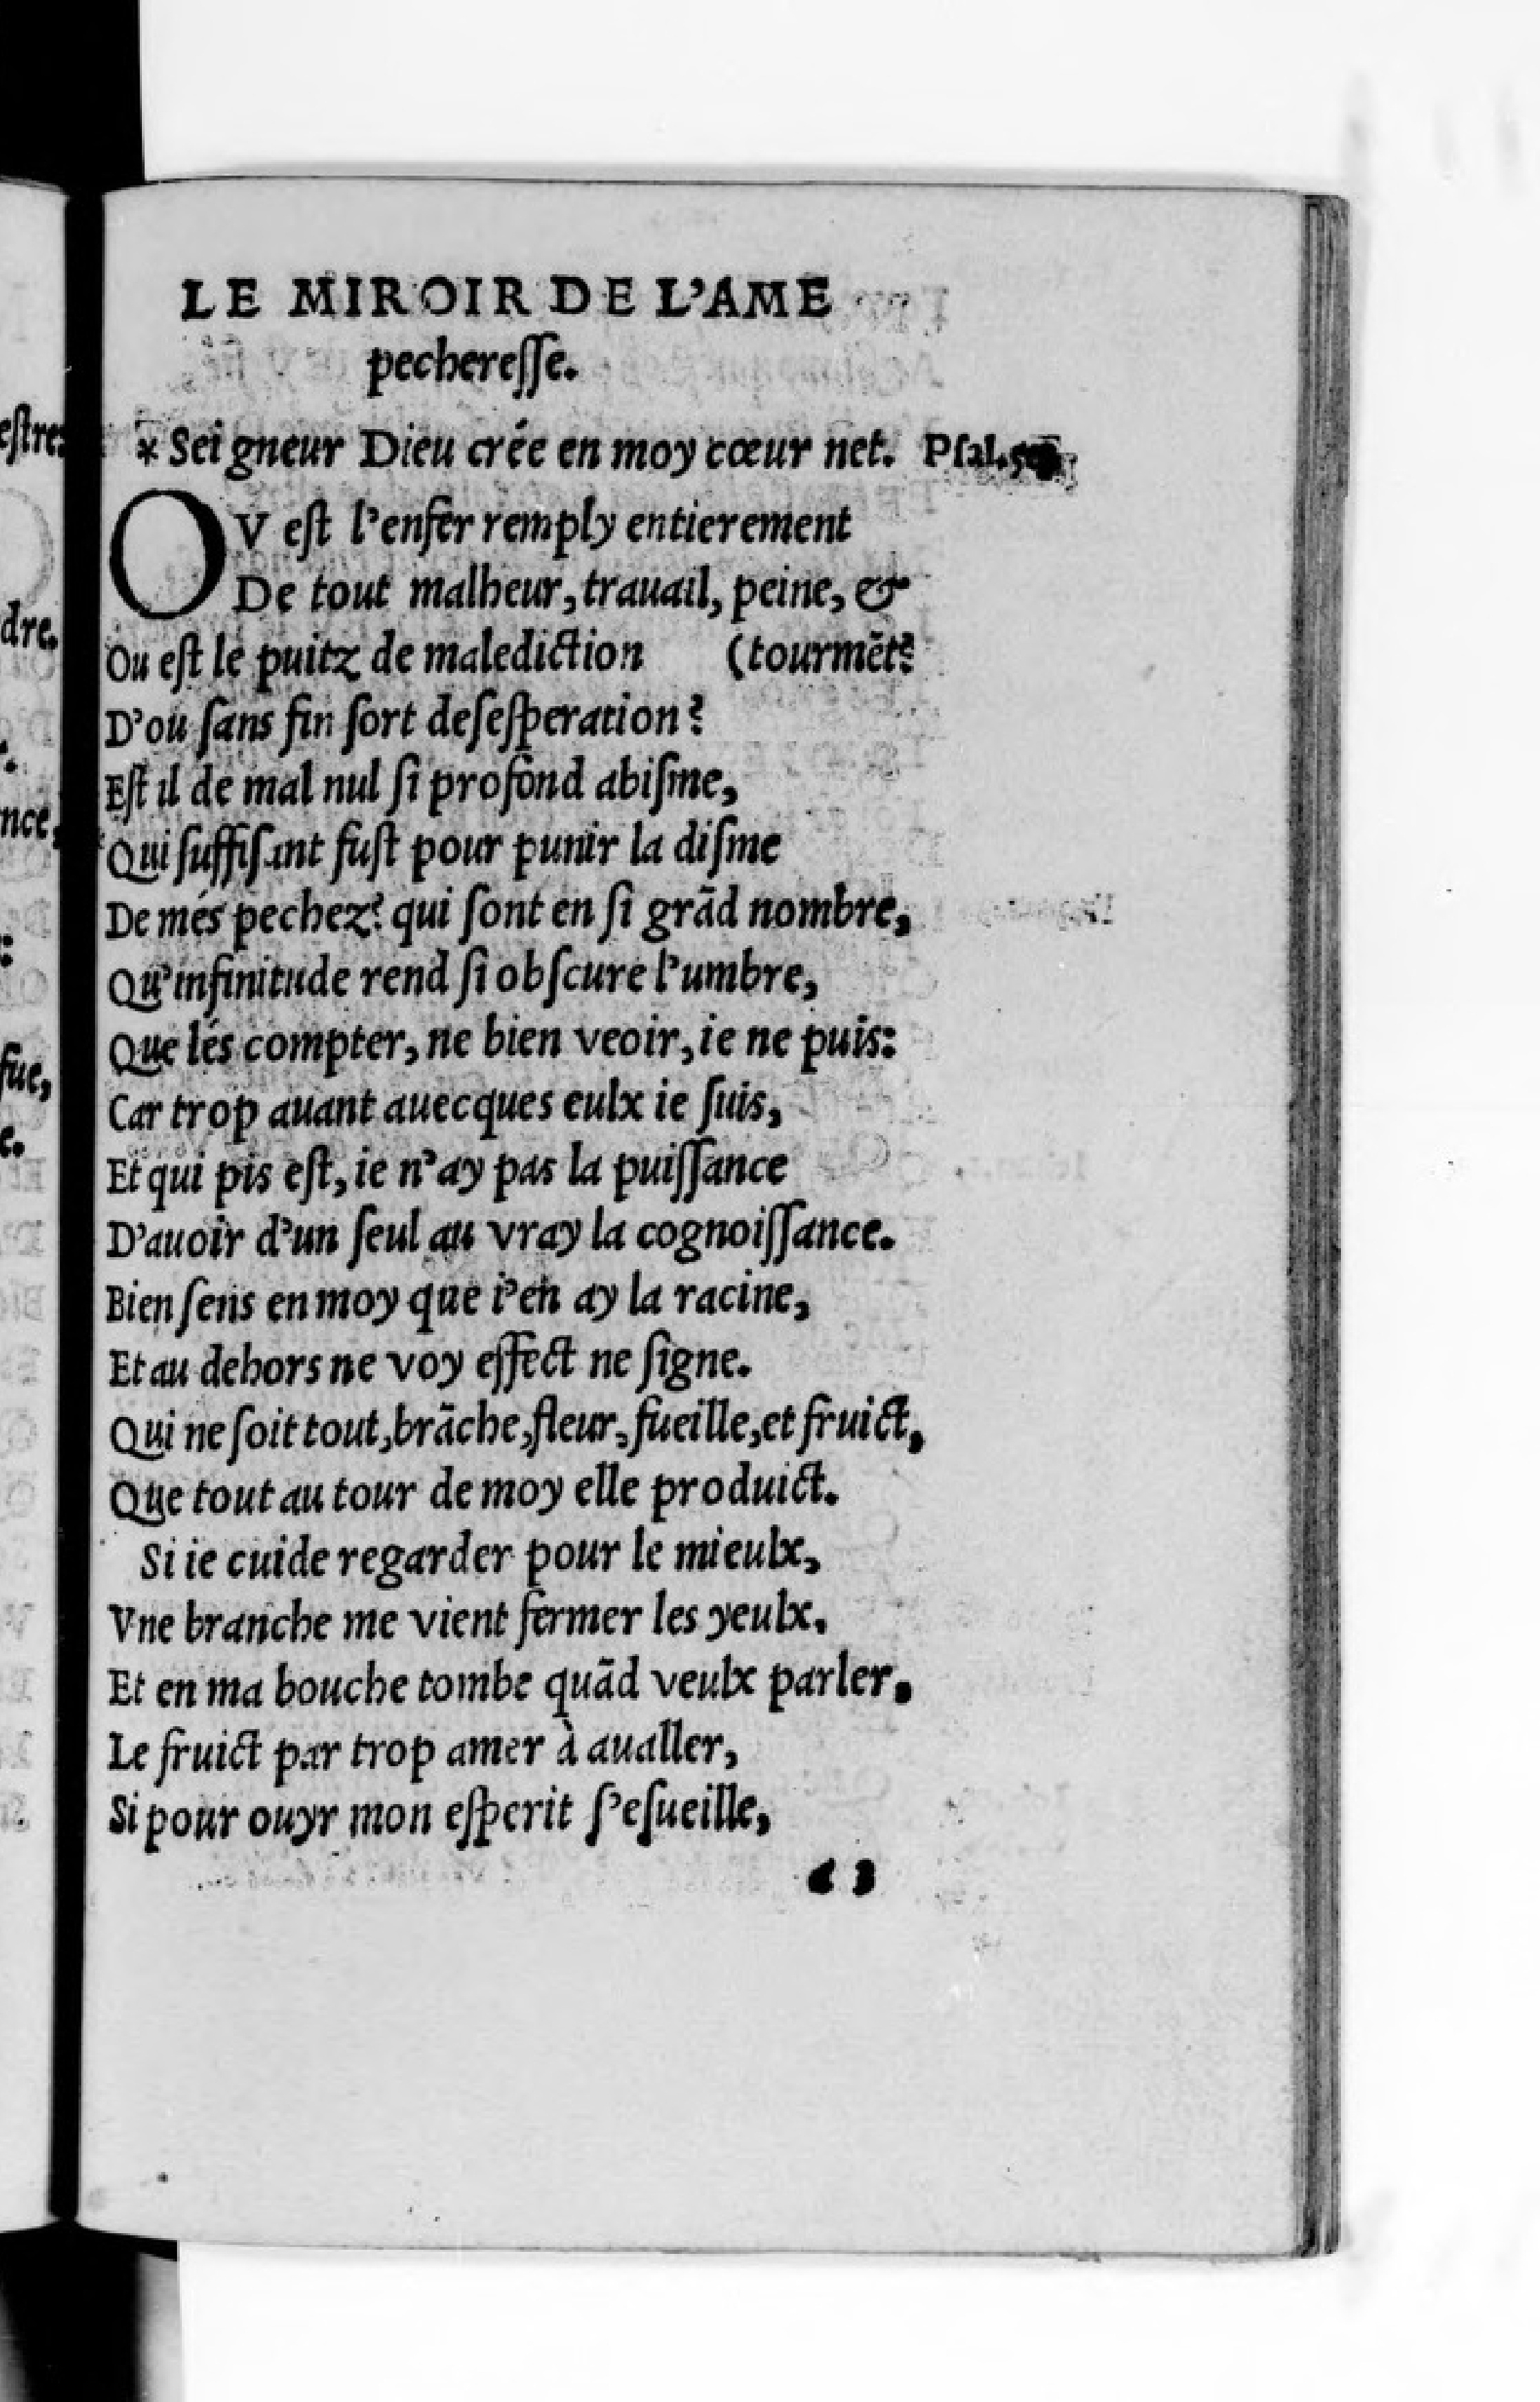 LE MIROIR DE L'AME
pechereſſe.
* Seigneur Dieu crée en moy cœur net. Pſal.
OV eſt l'enfer remply entierement
De tout malheur, trauail, peine, &
Ou eſt le puitz de malediction (tourmēt?
D'ou ſans fin ſort deſeſperation?
Eſt il de mal nul ſi profond abiſme,
Qui ſuffiſant fuſt pour punir la diſme
De més pechez? qui ſont en ſi grād nombre,
Qu'infinitude rend ſi obſcure l'umbre,
Que lés compter, ne bien veoir, ie ne puis:
Car trop auant auecques eulx ie ſuis,
Et qui pis eſt, ie n'ay pas la puiſſance
D'auoir d'un ſeul au vray la cognoiſſance.
Bien ſens en moy que i'en ay la racine,
Et au dehors ne voy effect ne ſigne.
Qui ne ſoit tout, brāche, fleur, fueille, et fruict,
Que tout au tour de moy elle produict.
Si ie cuide regarder pour le mieulx,
Vne branche me vient fermer les yeulx.
Et en ma bouche tombe quād veulx parler,
Le fruict par trop amer à aualler,
Si pour ouyr mon eſperit ſ'eſueille,
eſtre:
dre.
nce,
fue,
e.